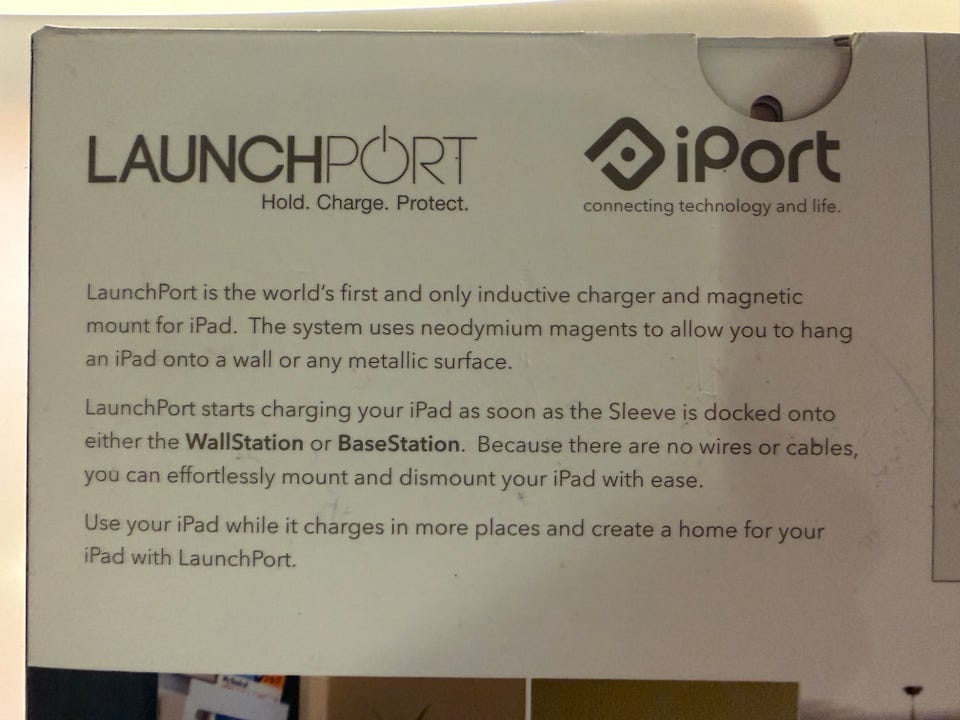 LAUNCHPORT
Hold. Charge. Protect.
iPort
connecting technology and life.
LaunchPort is the world's first and only inductive charger and magnetic
mount for iPad. The system uses neodymium magents to allow you to hang
an iPad onto a wall or any metallic surface.
LaunchPort starts charging your iPad as soon as the Sleeve is docked onto
either the WallStation or BaseStation. Because there are no wires or cables,
you can effortlessly mount and dismount your iPad with ease.
Use your iPad while it charges in more places and create a home for your
iPad with LaunchPort.